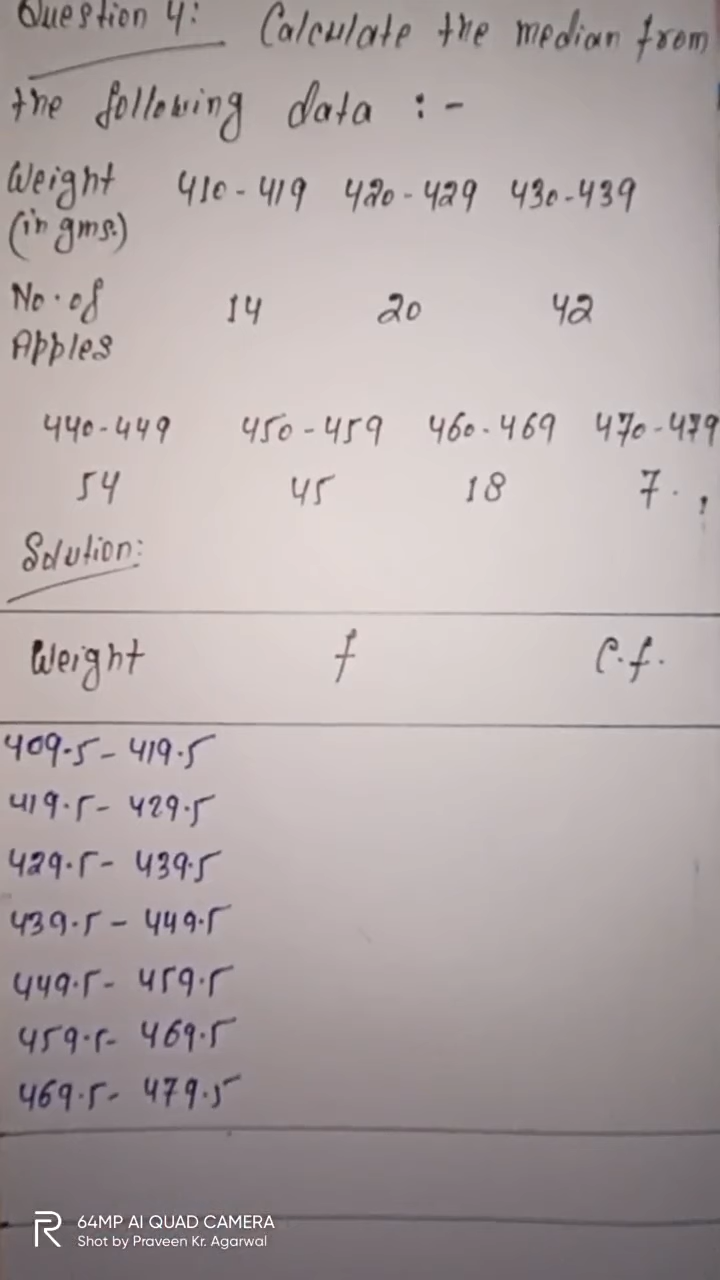 Question 4: Calculate the median from
the following data :-
Weight 410-419 420-429 430-439
(in gms.)
No. of 14 20 42
Apples
440-449 450-459 460-469 470-479
54 45 18 7.
Solution:
Weight f C.f.
409.5- 419.5
419.5- 429.5
429.5- 439.5
439.5- 449.5
449.5- 459.5
459.5- 469.5
469.5- 479.5
R 64MP AI QUAD CAMERA
Shot by Praveen Kr. Agarwal